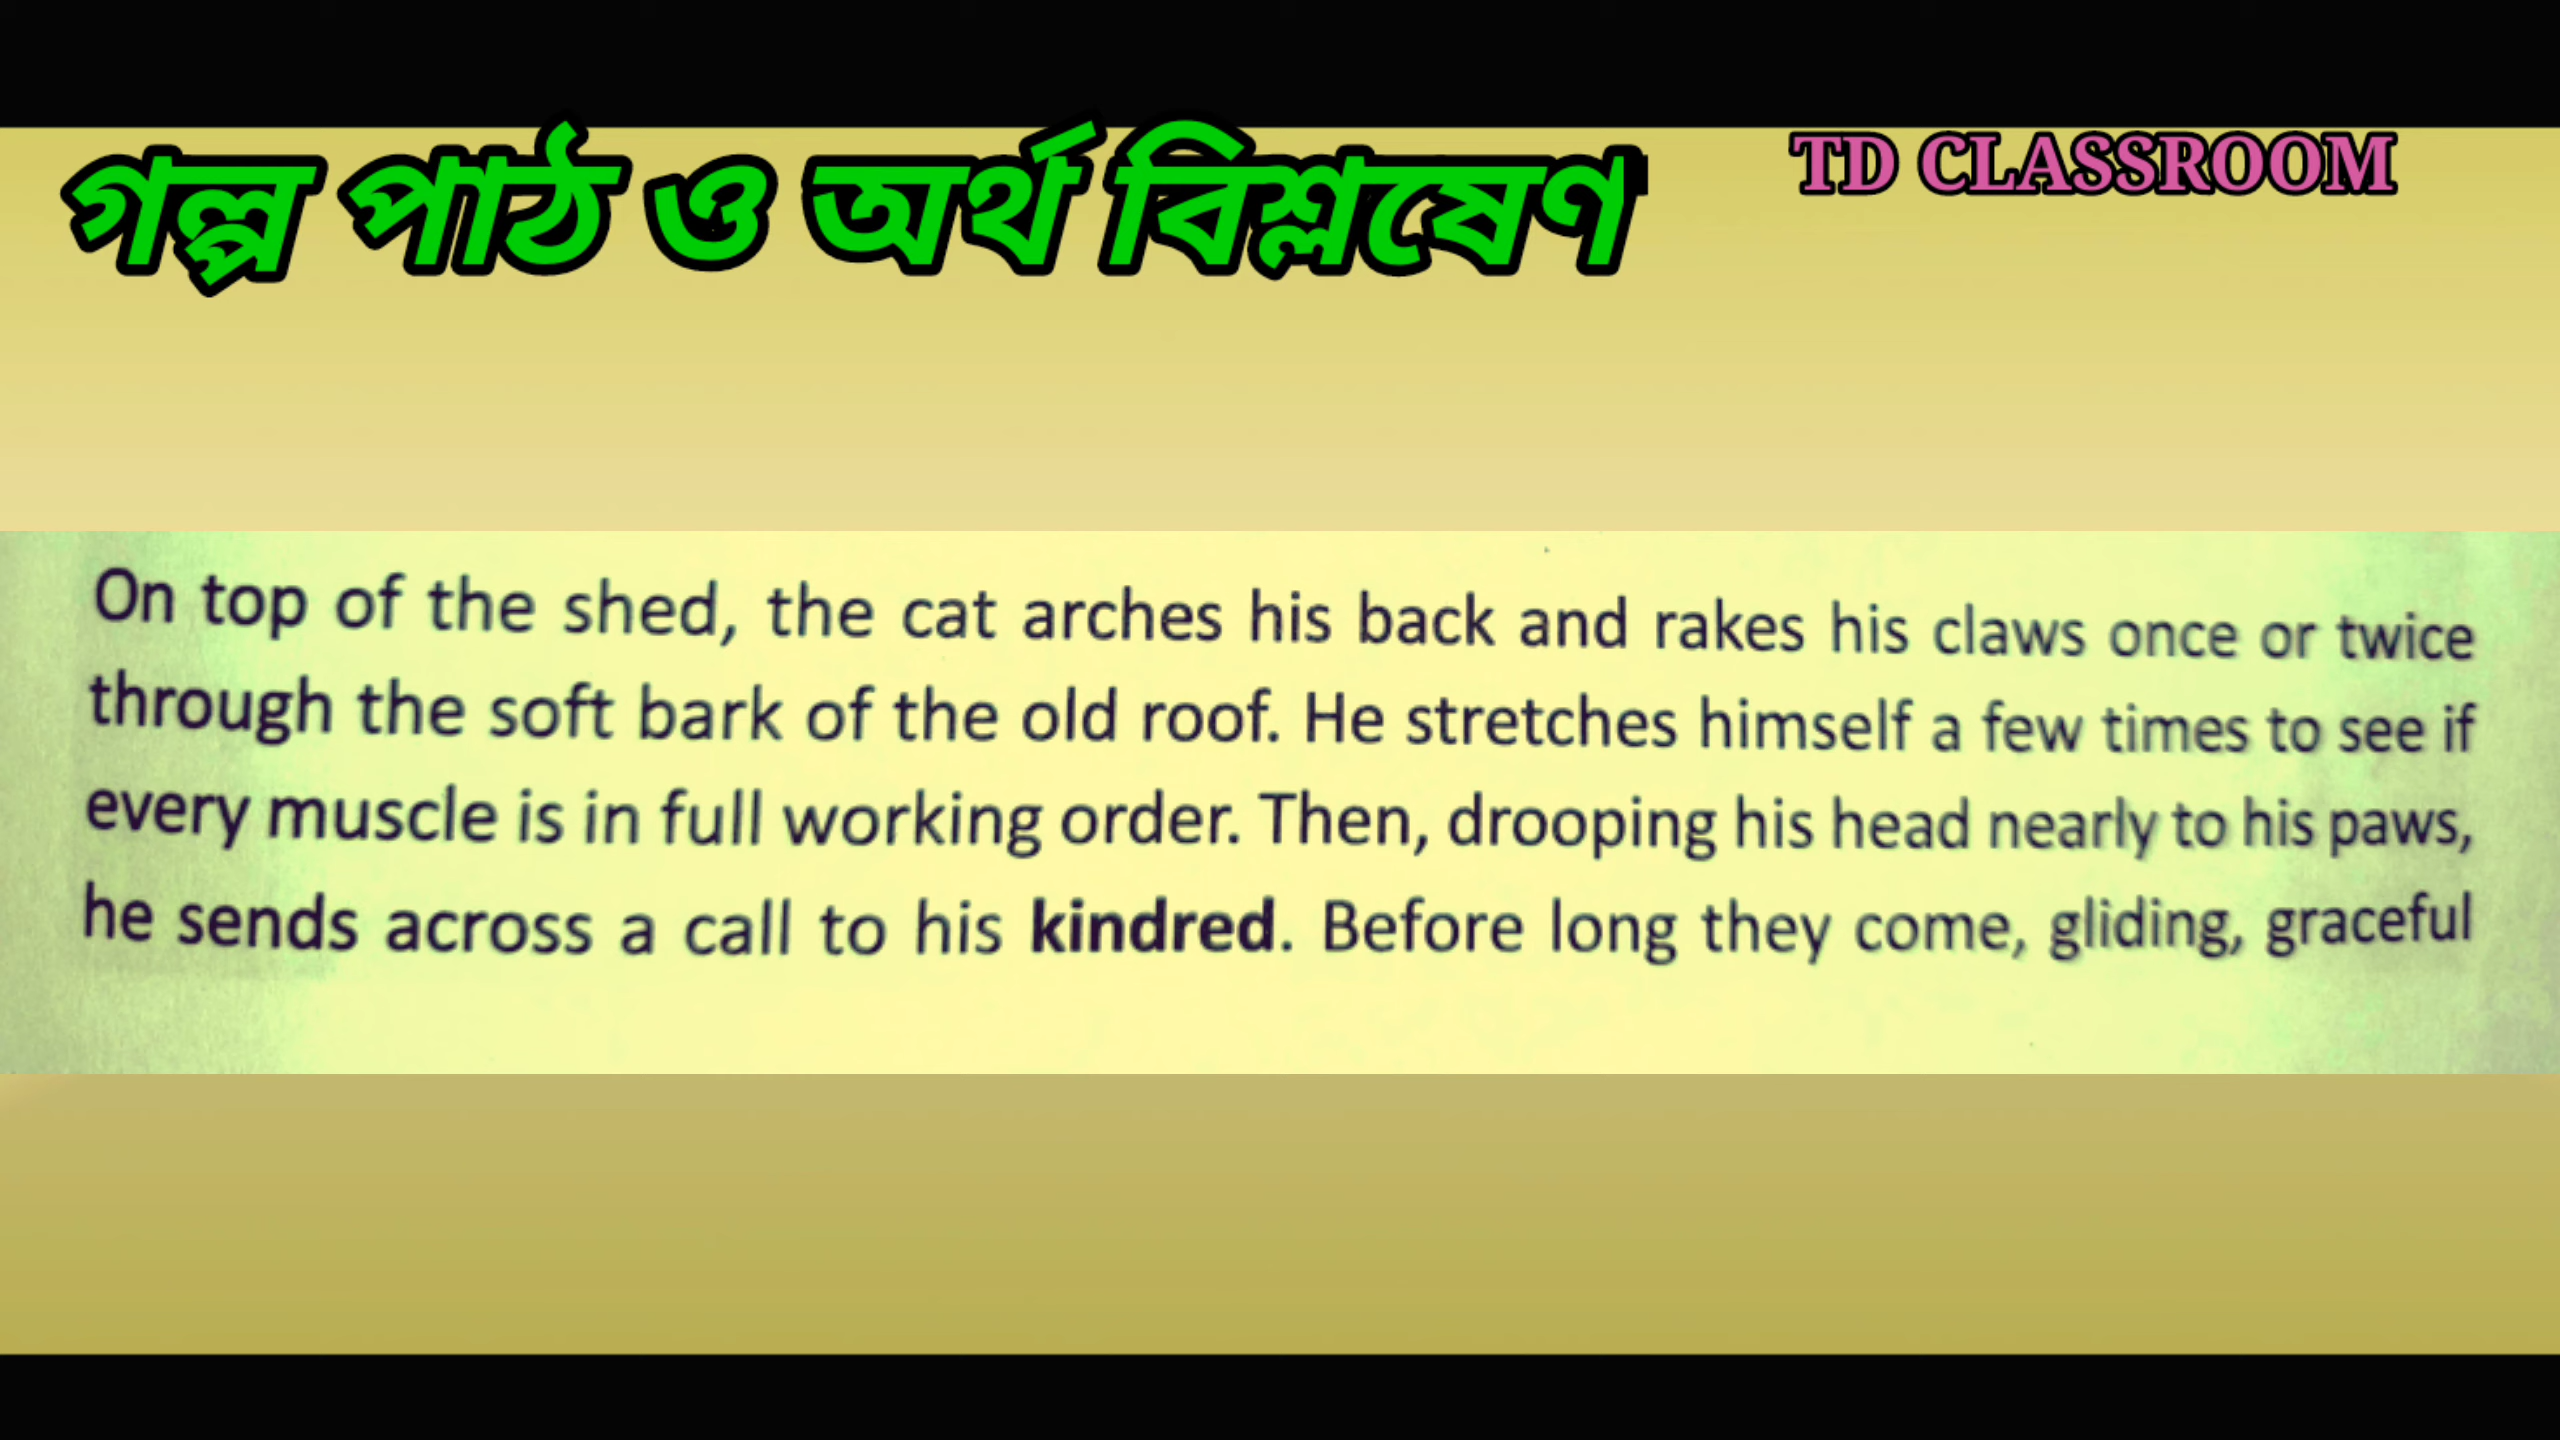 গল্প পাঠ ও অর্থ বিশ্লষেণ
TD CLASSROOM
On top of the shed, the cat arches his back and rakes his claws once or twice
through the soft bark of the old roof. He stretches himself a few times to see if
every muscle is in full working order. Then, drooping his head nearly to his paws,
he sends across a call to his kindred. Before long they come, gliding, graceful